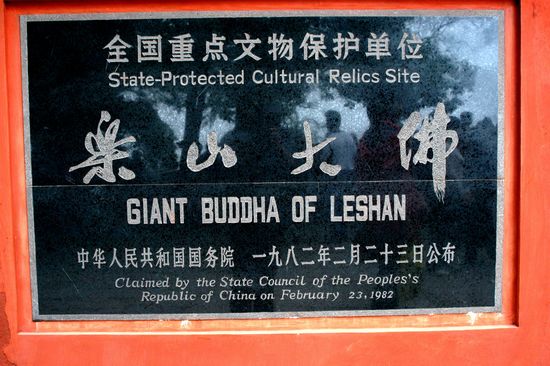 全国重点文物保护单位
State-Protected Cultural Relics Site
乐山大佛
GIANT BUDDHA OF LESHAN
中华人民共和国国务院 一九八二年二月二十三日公布
Claimed by the State Council of the Peoples's
Republic of China on February 23,1982